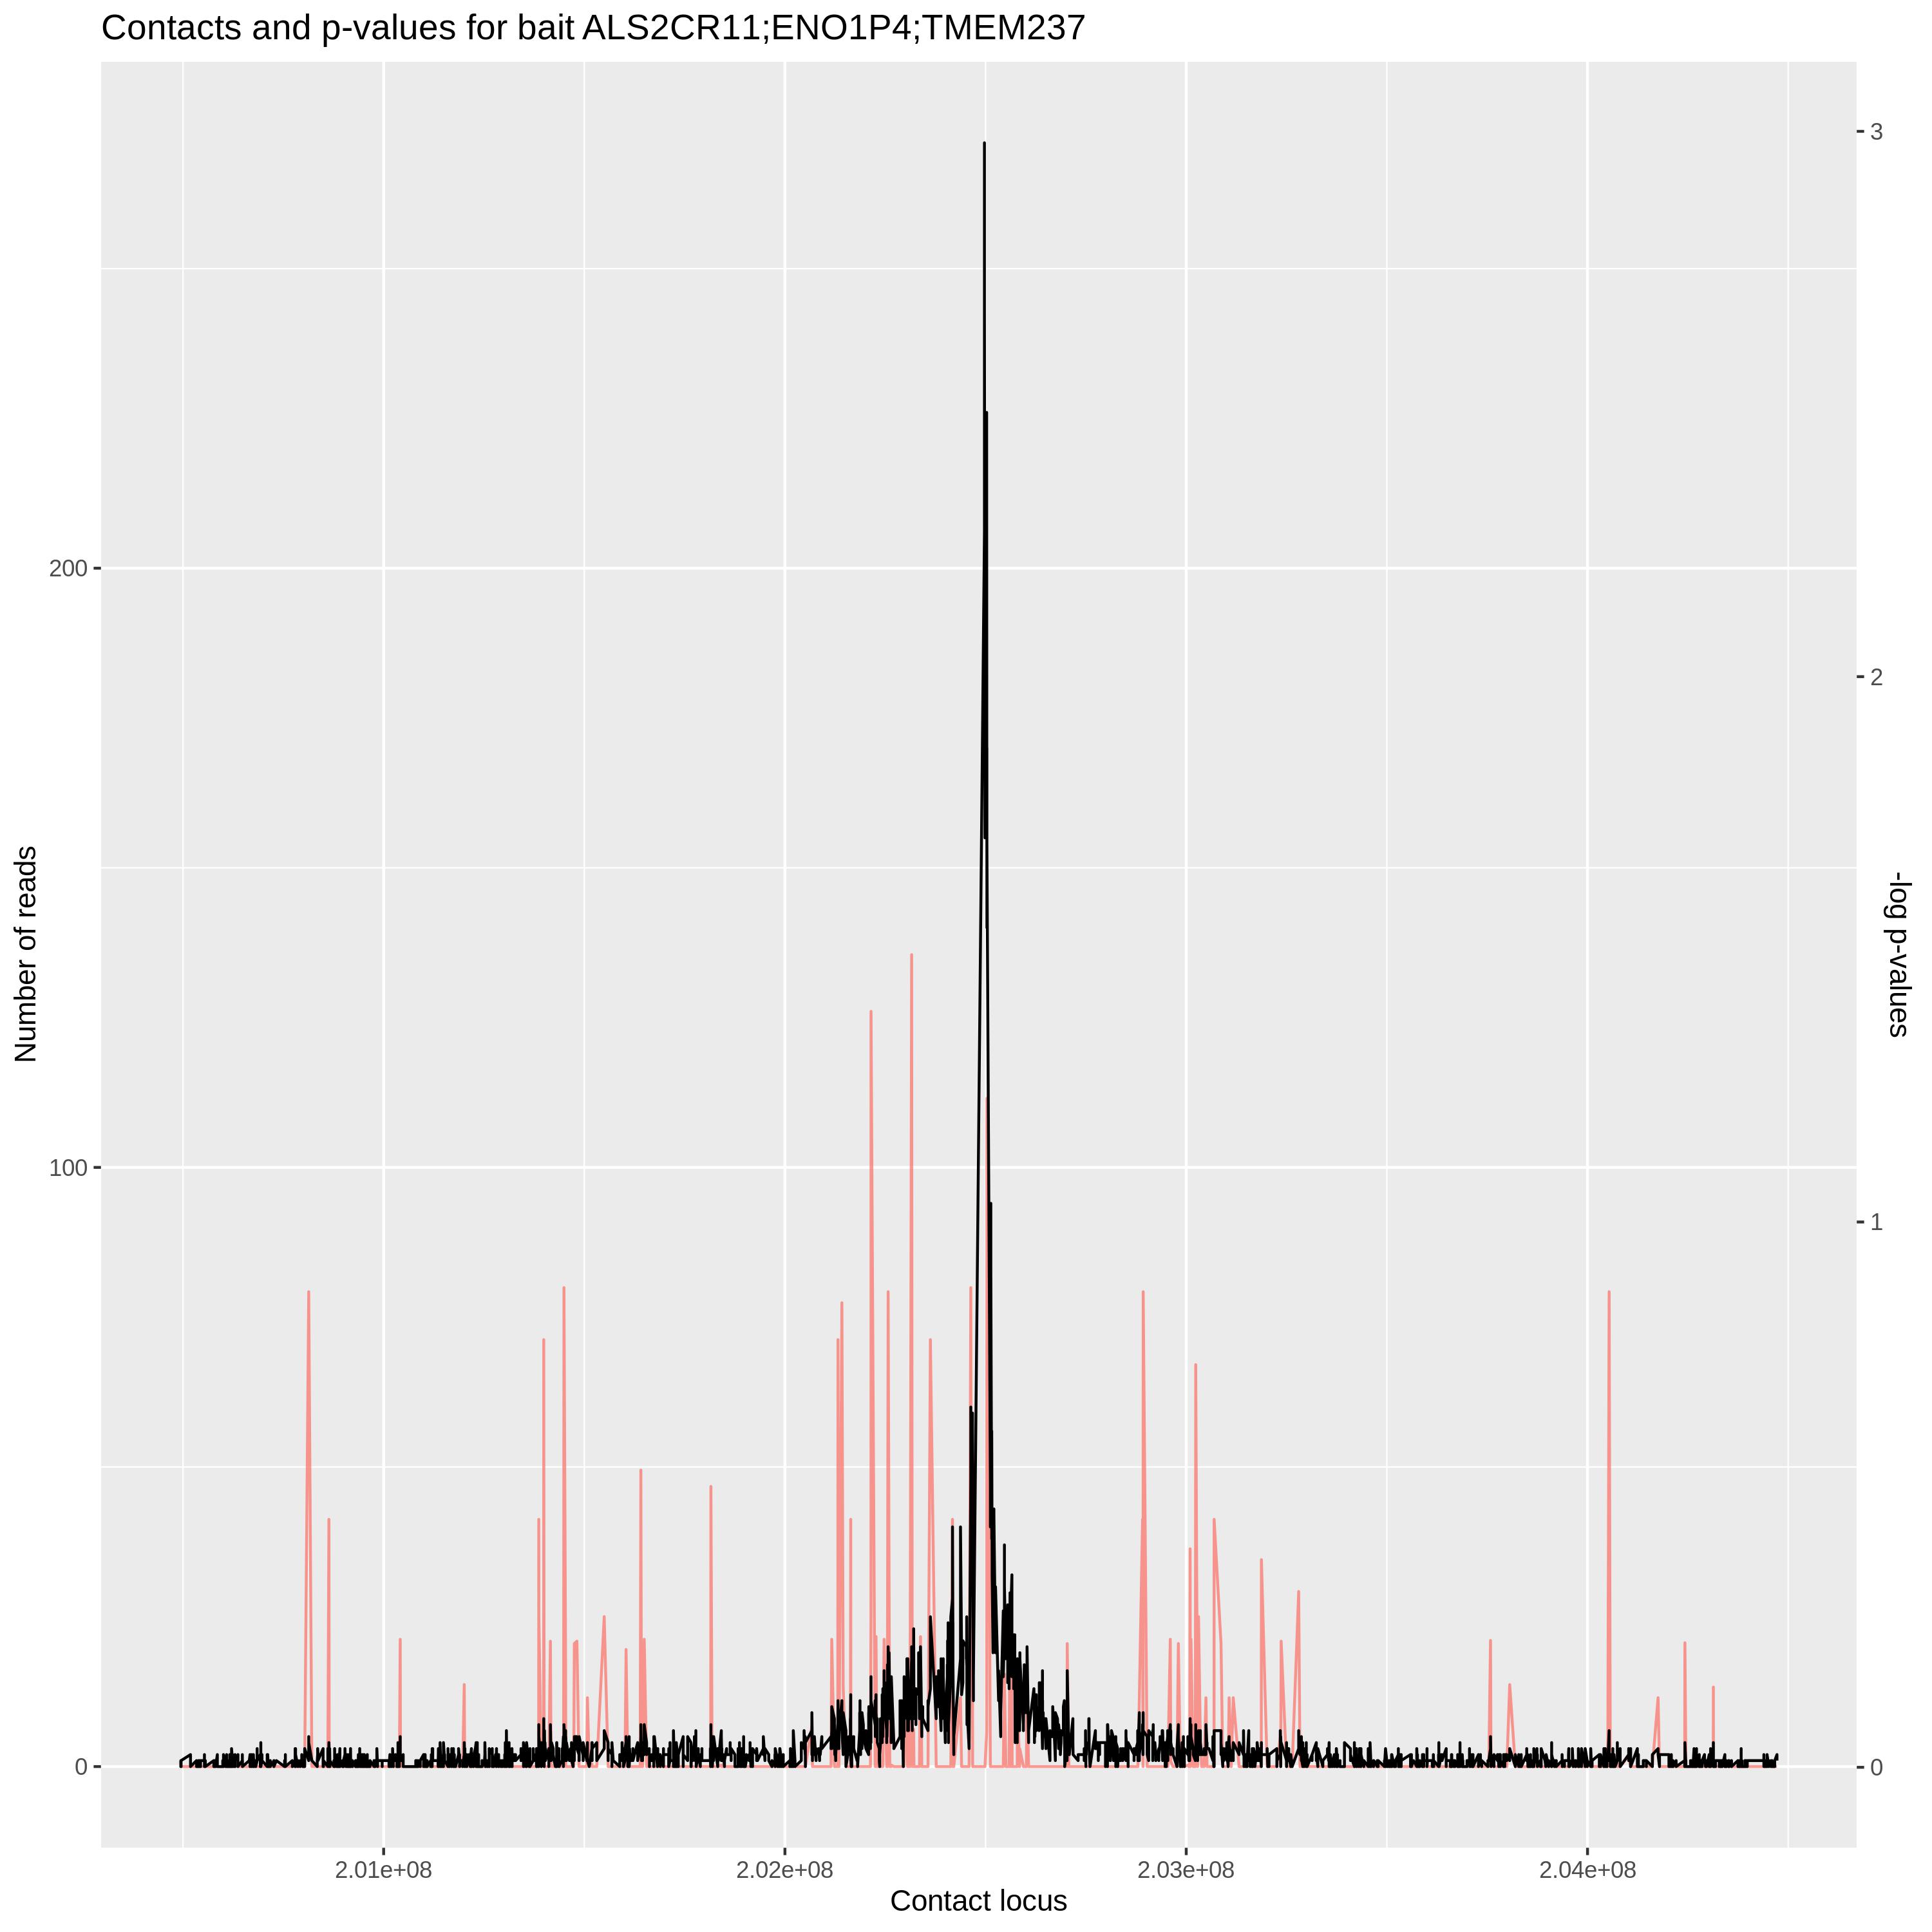 Contacts and p-values for bait ALS2CR11;ENO1P4;TMEM237
Number of reads
200
100
0
3
2
1
0
-log p-values
2.01e+08 2.02e+08 2.03e+08 2.04e+08
Contact locus